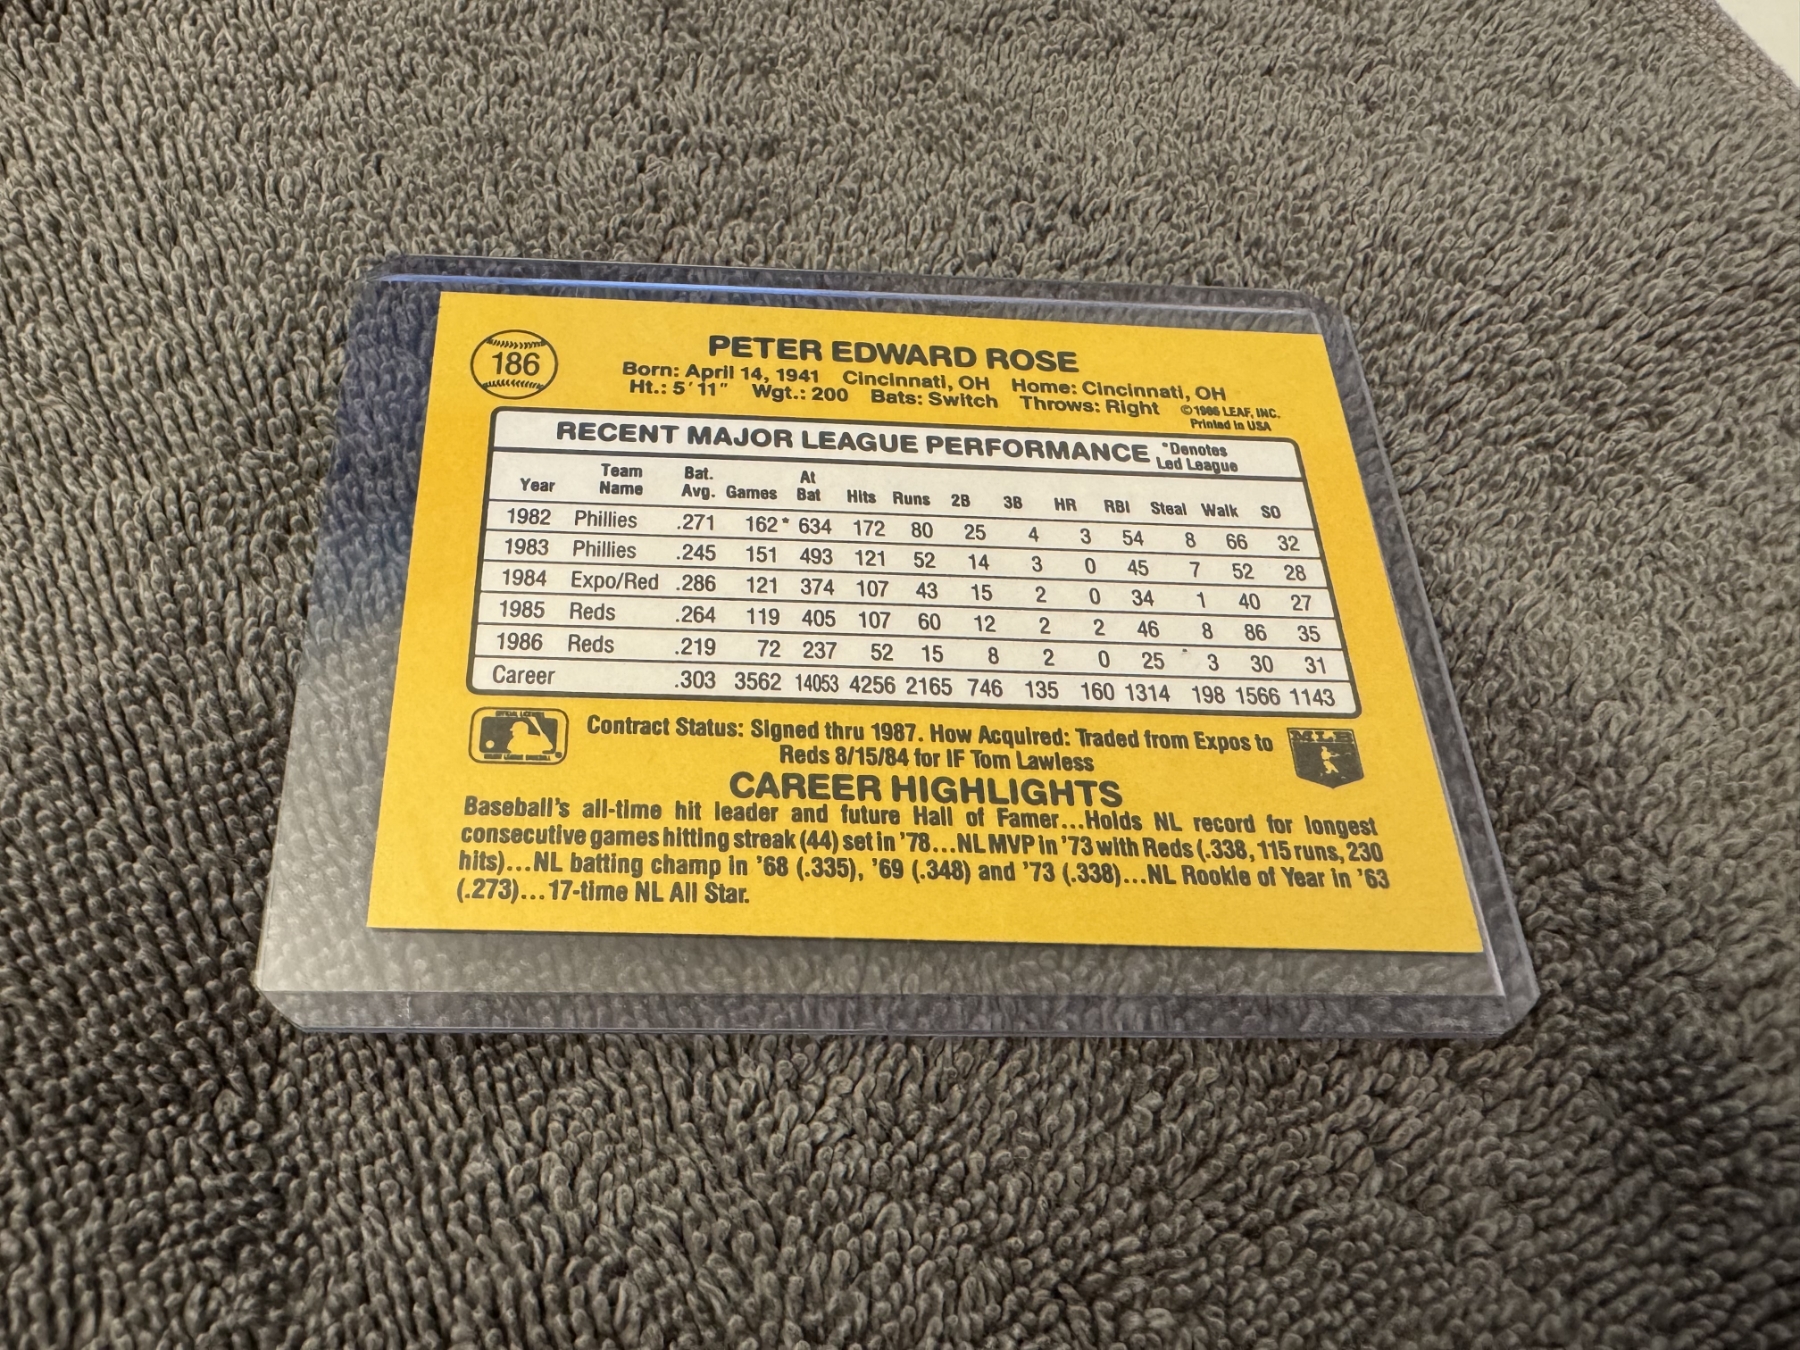 186
PETER EDWARD ROSE
Born: April 14, 1941 Cincinnati, OH Home: Cincinnati, OH
Ht.: 5'11" Wgt.: 200 Bats: Switch Throws: Right ©1986 LEAF, INC.
Printed in USA
RECENT MAJOR LEAGUE PERFORMANCE *Denotes
Led League
Year Team Name Bat. Avg. Games At Bat Hits Runs 2B 3B HR RBI Steal Walk SO
1982 Phillies .271 162* 634 172 80 25 4 3 54 8 66 32
1983 Phillies .245 151 493 121 52 14 3 0 45 7 52 28
1984 Expo/Red .286 121 374 107 43 15 2 0 34 1 40 27
1985 Reds .264 119 405 107 60 12 2 2 46 8 86 35
1986 Reds .219 72 237 52 15 8 2 0 25 3 30 31
Career .303 3562 14053 4256 2165 746 135 160 1314 198 1566 1143
Contract Status: Signed thru 1987. How Acquired: Traded from Expos to
Reds 8/15/84 for IF Tom Lawless
MLB
CAREER HIGHLIGHTS
Baseball's all-time hit leader and future Hall of Famer...Holds NL record for longest
consecutive games hitting streak (44) set in '78...NL MVP in '73 with Reds (.338, 115 runs, 230
hits)...NL batting champ in '68 (.335), '69 (.348) and '73 (.338)...NL Rookie of Year in '63
(.273)...17-time NL All Star.